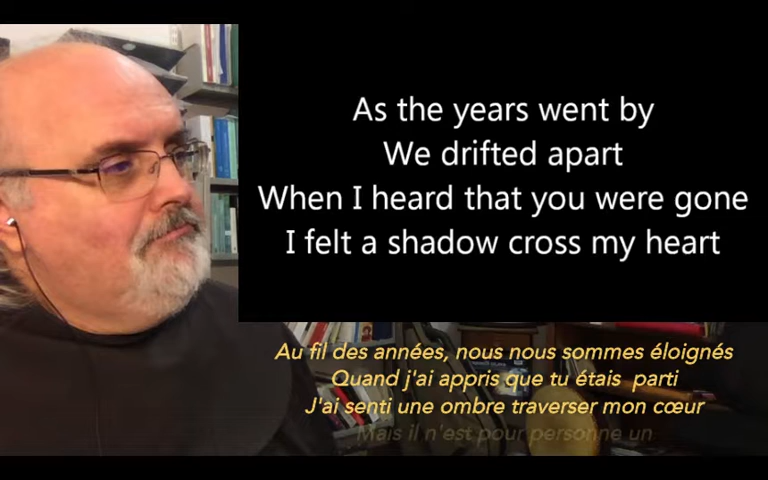 As the years went by
We drifted apart
When I heard that you were gone
I felt a shadow cross my heart
Au fil des années, nous nous sommes éloignés
Quand j'ai appris que tu étais parti
J'ai senti une ombre traverser mon cœur
Mais il n'est pour personne un